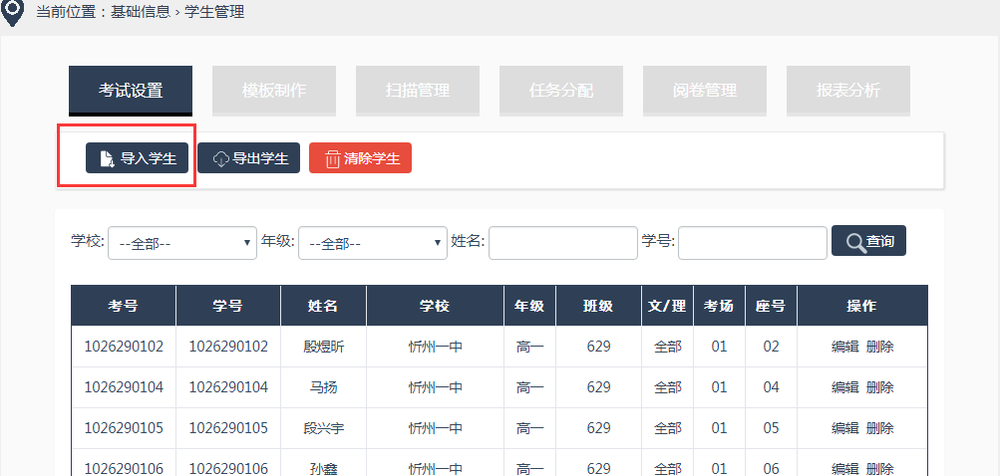 当前位置：基础信息 › 学生管理
考试设置 模板制作 扫描管理 任务分配 阅卷管理 报表分析
导入学生 导出学生 清除学生
学校: --全部-- 年级: --全部-- 姓名: 学号: 查询
考号 学号 姓名 学校 年级 班级 文/理 考场 座号 操作
1026290102 1026290102 殷煜昕 忻州一中 高一 629 全部 01 02 编辑 删除
1026290104 1026290104 马扬 忻州一中 高一 629 全部 01 04 编辑 删除
1026290105 1026290105 段兴宇 忻州一中 高一 629 全部 01 05 编辑 删除
1026290106 1026290106 孙鑫 忻州一中 高一 629 全部 01 06 编辑 删除